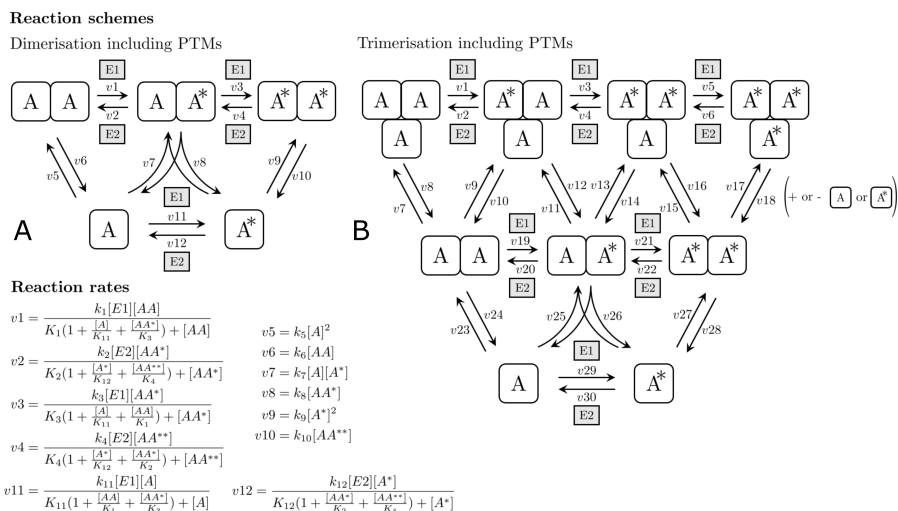 Reaction schemes
Dimerisation including PTMs
E1 E1
A A v1 A A* v3 A* A*
v2 v4
E2 E2
v5 v6 v7 v8 v9 v10
E1
A v11 A*
v12
E2
A
Trimerisation including PTMs
E1 E1 E1
A A v1 A* A v3 A* A* v5 A* A*
v2 v4 v6
A E2 A E2 A E2 A*
v7 v8 v9 v10 v11 v12 v13 v14 v15 v16 v17 v18 (+ or - A or A*)
E1 E1
A A v19 A A* v21 A* A*
v20 v22
E2 E2
v23 v24 v25 v26 v27 v28
E1
A v29 A*
v30
E2
B
Reaction rates
v1 = k1[E1][AA] / (K1(1 + [A]/K11 + [AA*]/K3) + [AA])
v2 = k2[E2][AA*] / (K2(1 + [A*]/K12 + [AA**]/K4) + [AA*])
v3 = k3[E1][AA*] / (K3(1 + [A]/K11 + [AA]/K1) + [AA*])
v4 = k4[E2][AA**] / (K4(1 + [A*]/K12 + [AA*]/K2) + [AA**])
v5 = k5[A]²
v6 = k6[AA]
v7 = k7[A][A*]
v8 = k8[AA*]
v9 = k9[A*]²
v10 = k10[AA**]
v11 = k11[E1][A] / (K11(1 + [AA]/K1 + [AA*]/K3) + [A])
v12 = k12[E2][A*] / (K12(1 + [AA*]/K2 + [AA**]/K4) + [A*])